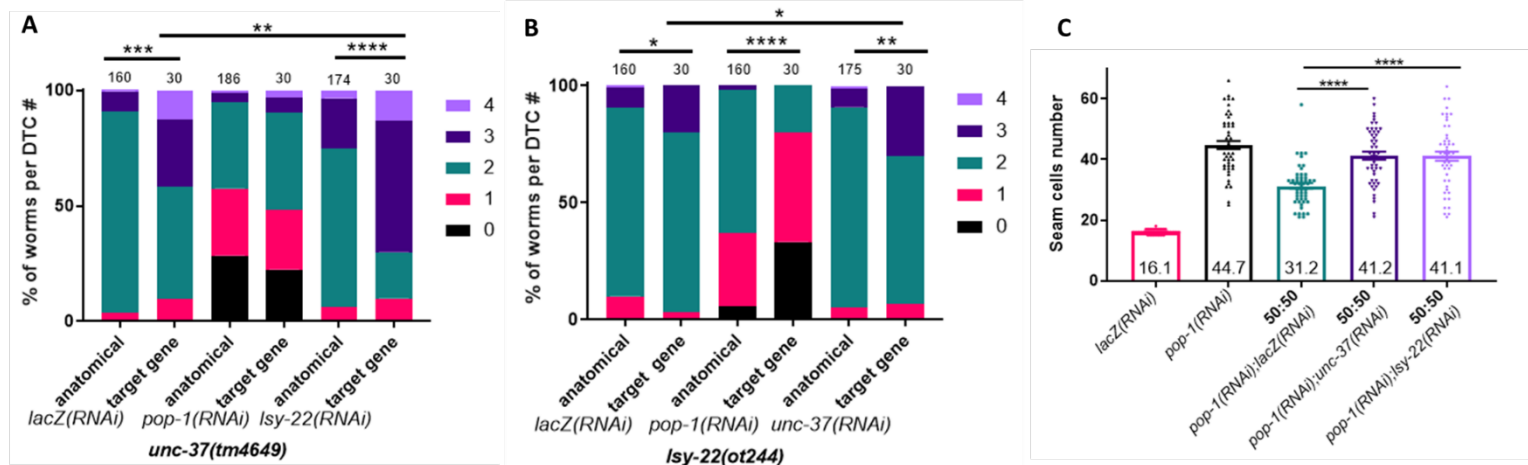 A
**
***
****
160 30 186 30 174 30
100
50
0
% of worms per DTC #
4
3
2
1
0
anatomical
target gene
anatomical
target gene
anatomical
target gene
lacZ(RNAi) pop-1(RNAi) lsy-22(RNAi)
unc-37(tm4649)
B
*
* **** **
160 30 160 30 175 30
100
50
0
% of worms per DTC #
4
3
2
1
0
anatomical
target gene
anatomical
target gene
anatomical
target gene
lacZ(RNAi) pop-1(RNAi) unc-37(RNAi)
lsy-22(ot244)
C
****
****
60
40
20
0
Seam cells number
16.1 44.7 31.2 41.2 41.1
lacZ(RNAi)
pop-1(RNAi)
50:50
pop-1(RNAi);lacZ(RNAi)
50:50
pop-1(RNAi);unc-37(RNAi)
50:50
pop-1(RNAi);lsy-22(RNAi)